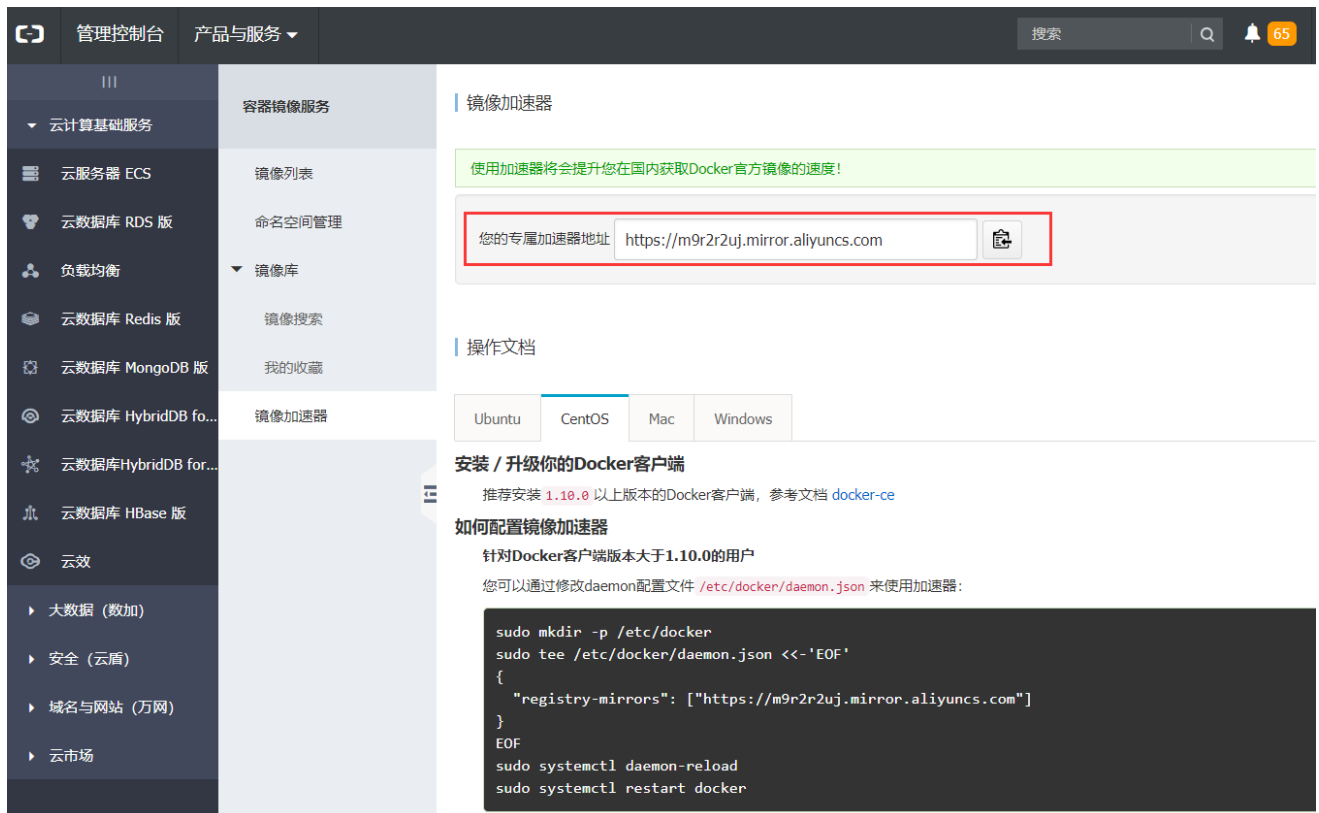 管理控制台
产品与服务
搜索
65
云计算基础服务
云服务器 ECS
云数据库 RDS 版
负载均衡
云数据库 Redis 版
云数据库 MongoDB 版
云数据库 HybridDB fo...
云数据库HybridDB for...
云数据库 HBase 版
云效
大数据（数加）
安全（云盾）
域名与网站（万网）
云市场
容器镜像服务
镜像列表
命名空间管理
镜像库
镜像搜索
我的收藏
镜像加速器
镜像加速器
使用加速器将会提升您在国内获取Docker官方镜像的速度！
您的专属加速器地址 https://m9r2r2uj.mirror.aliyuncs.com
操作文档
Ubuntu CentOS Mac Windows
安装 / 升级你的Docker客户端
推荐安装 1.10.0 以上版本的Docker客户端，参考文档 docker-ce
如何配置镜像加速器
针对Docker客户端版本大于1.10.0的用户
您可以通过修改daemon配置文件 /etc/docker/daemon.json 来使用加速器：
sudo mkdir -p /etc/docker
sudo tee /etc/docker/daemon.json <<-'EOF'
{
"registry-mirrors": ["https://m9r2r2uj.mirror.aliyuncs.com"]
}
EOF
sudo systemctl daemon-reload
sudo systemctl restart docker